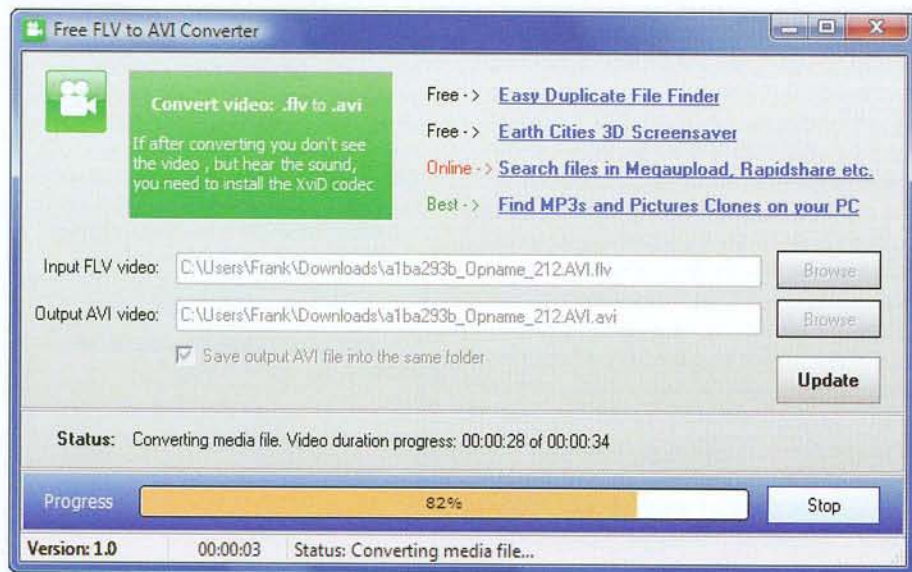 Free FLV to AVI Converter
Convert video: .flv to .avi
If after converting you don't see
the video , but hear the sound,
you need to install the XviD codec
Free -> Easy Duplicate File Finder
Free -> Earth Cities 3D Screensaver
Online -> Search files in Megaupload, Rapidshare etc.
Best -> Find MP3s and Pictures Clones on your PC
Input FLV video: C:\Users\Frank\Downloads\a1ba293b_Opname_212.AVI.flv Browse
Output AVI video: C:\Users\Frank\Downloads\a1ba293b_Opname_212.AVI.avi Browse
Save output AVI file into the same folder
Update
Status: Converting media file. Video duration progress: 00:00:28 of 00:00:34
Progress 82% Stop
Version: 1.0 00:00:03 Status: Converting media file...